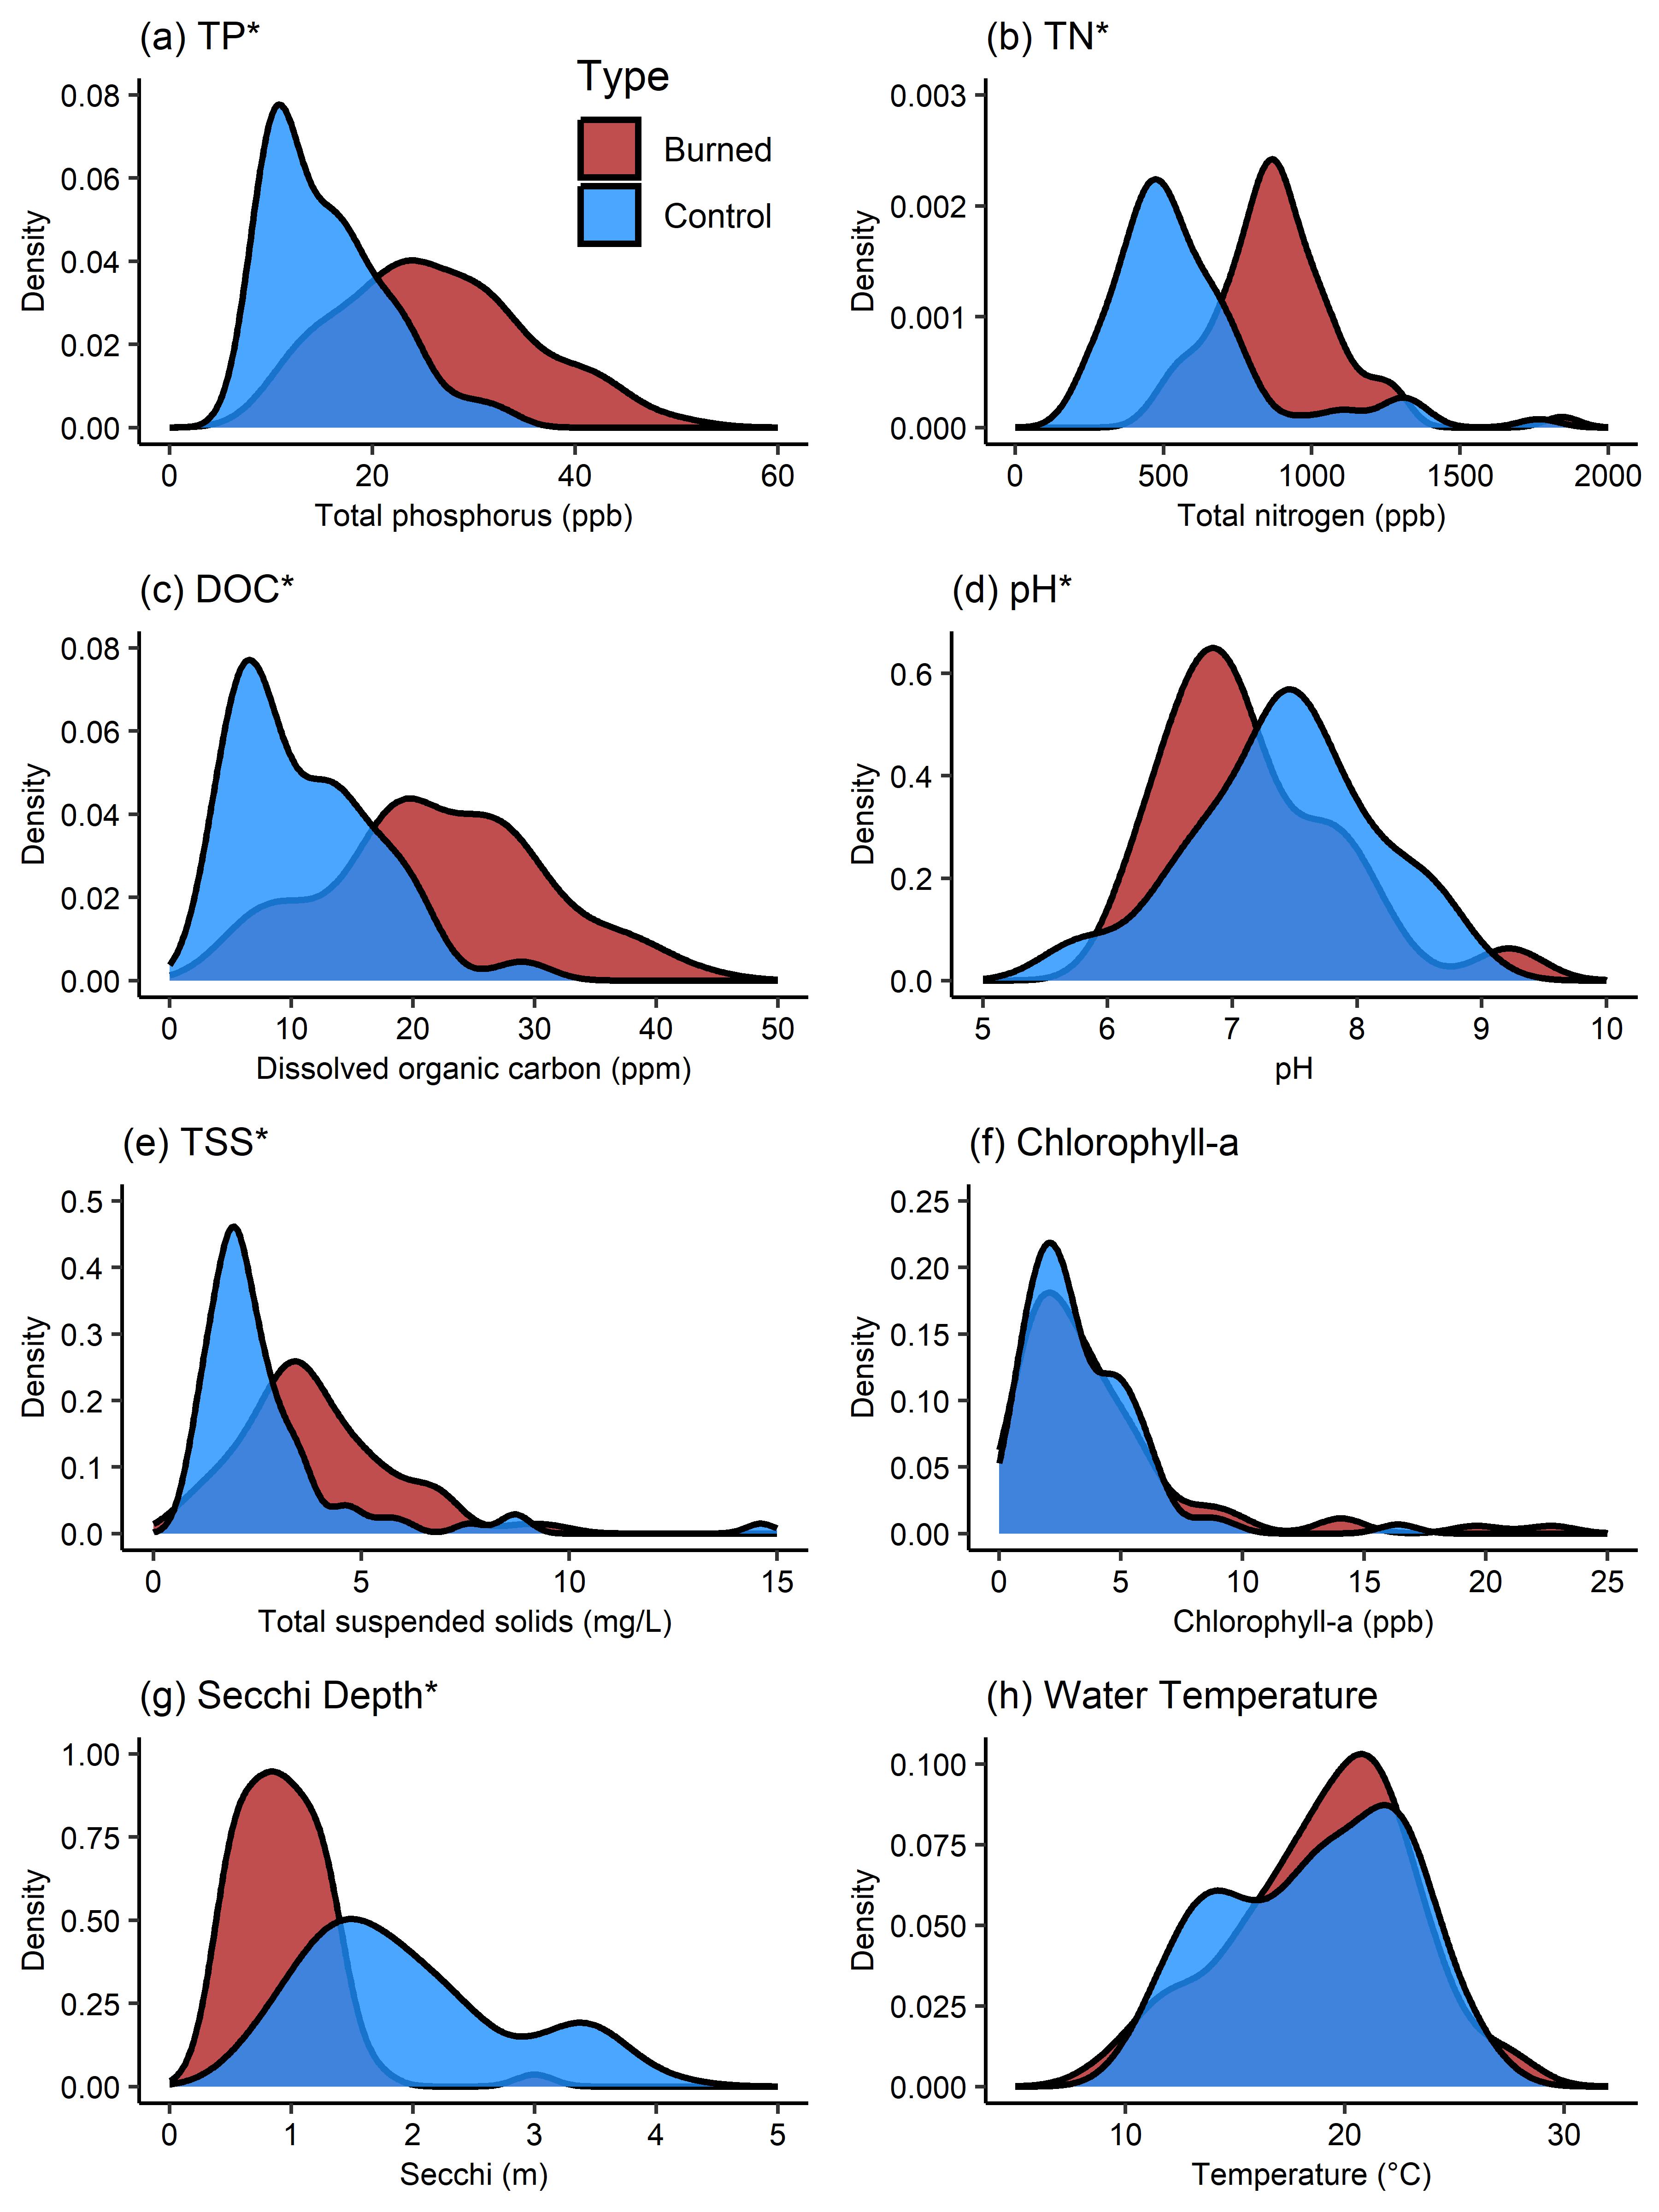 (a) TP*
Type
Burned
Control
0.08
0.06
0.04
0.02
0.00
Density
0 20 40 60
Total phosphorus (ppb)
(b) TN*
0.003
0.002
0.001
0.000
Density
0 500 1000 1500 2000
Total nitrogen (ppb)
(c) DOC*
0.08
0.06
0.04
0.02
0.00
Density
0 10 20 30 40 50
Dissolved organic carbon (ppm)
(d) pH*
0.6
0.4
0.2
0.0
Density
5 6 7 8 9 10
pH
(e) TSS*
0.5
0.4
0.3
0.2
0.1
0.0
Density
0 5 10 15
Total suspended solids (mg/L)
(f) Chlorophyll-a
0.25
0.20
0.15
0.10
0.05
0.00
Density
0 5 10 15 20 25
Chlorophyll-a (ppb)
(g) Secchi Depth*
1.00
0.75
0.50
0.25
0.00
Density
0 1 2 3 4 5
Secchi (m)
(h) Water Temperature
0.100
0.075
0.050
0.025
0.000
Density
10 20 30
Temperature (°C)